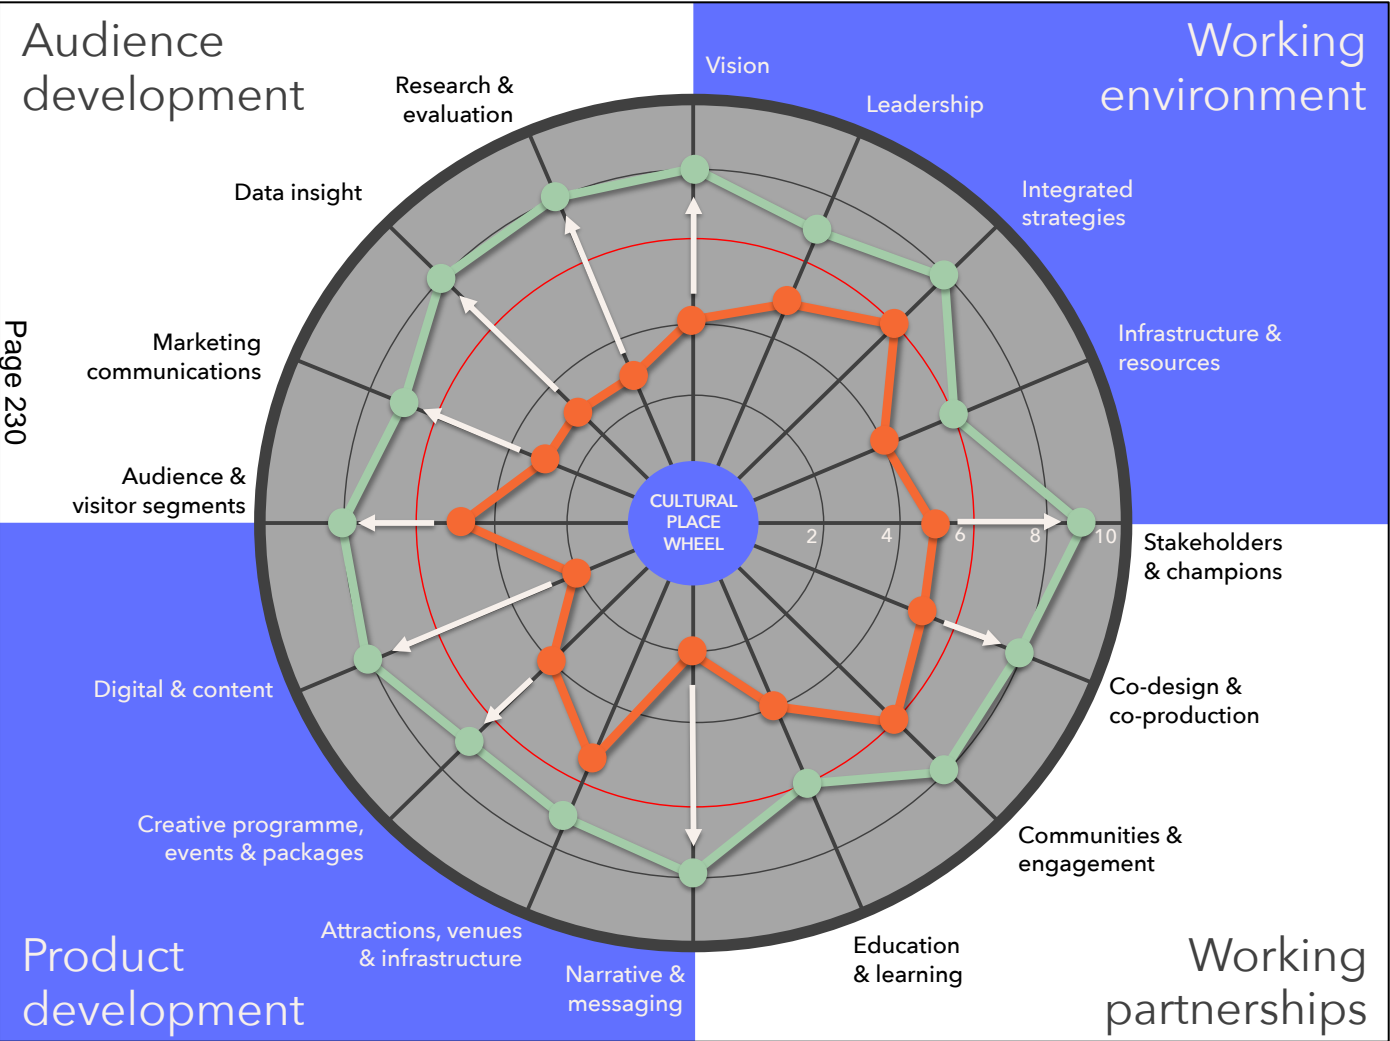 Audience
development
Working
environment
Vision
Leadership
Integrated
strategies
Infrastructure &
resources
Stakeholders
& champions
Co-design &
co-production
Communities &
engagement
Education
& learning
Working
partnerships
Narrative &
messaging
Attractions, venues
& infrastructure
Creative programme,
events & packages
Digital & content
Product
development
Audience &
visitor segments
Marketing
communications
Data insight
Research &
evaluation
CULTURAL
PLACE
WHEEL
2 4 6 8 10
Page 230